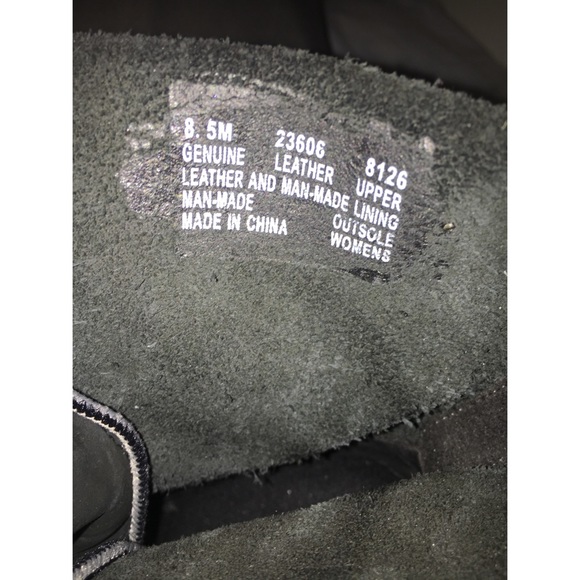 8. 5M 23606 8126
GENUINE LEATHER UPPER
LEATHER AND MAN-MADE LINING
MAN-MADE OUTSOLE
MADE IN CHINA WOMENS